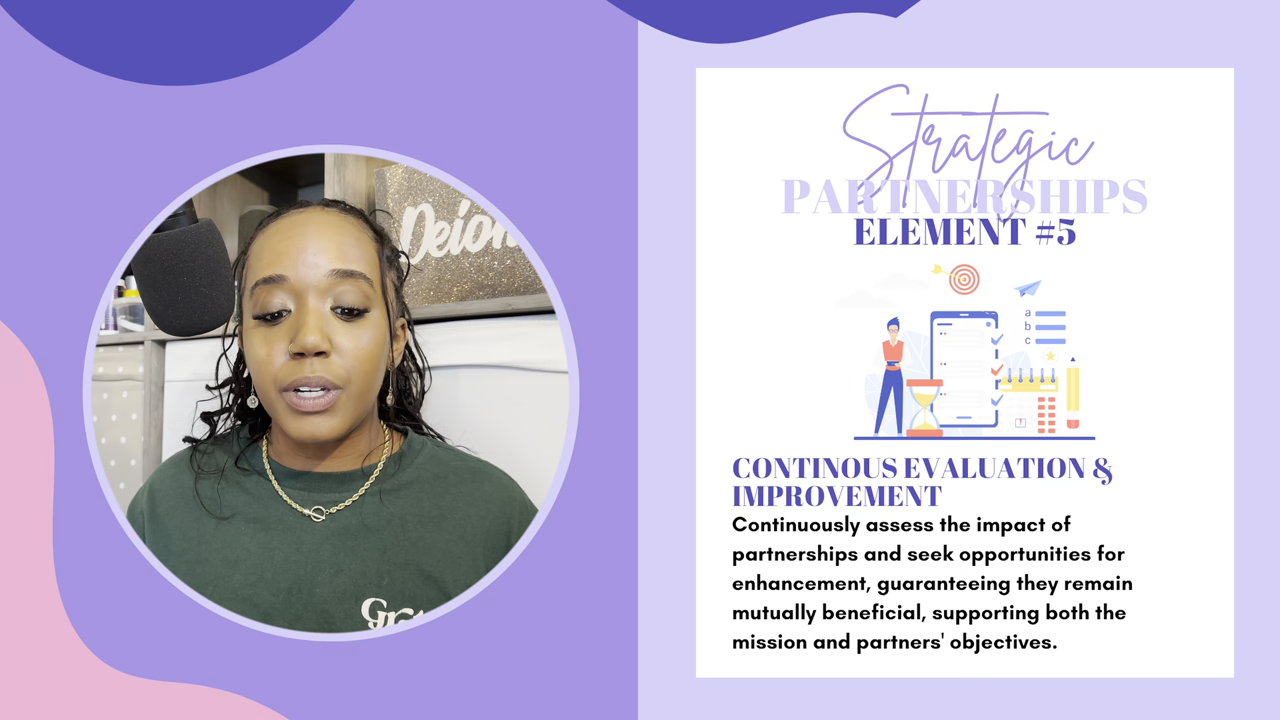 Strategic
PARTNERSHIPS
ELEMENT #5
a
b
c
CONTINOUS EVALUATION &
IMPROVEMENT
Continuously assess the impact of
partnerships and seek opportunities for
enhancement, guaranteeing they remain
mutually beneficial, supporting both the
mission and partners' objectives.